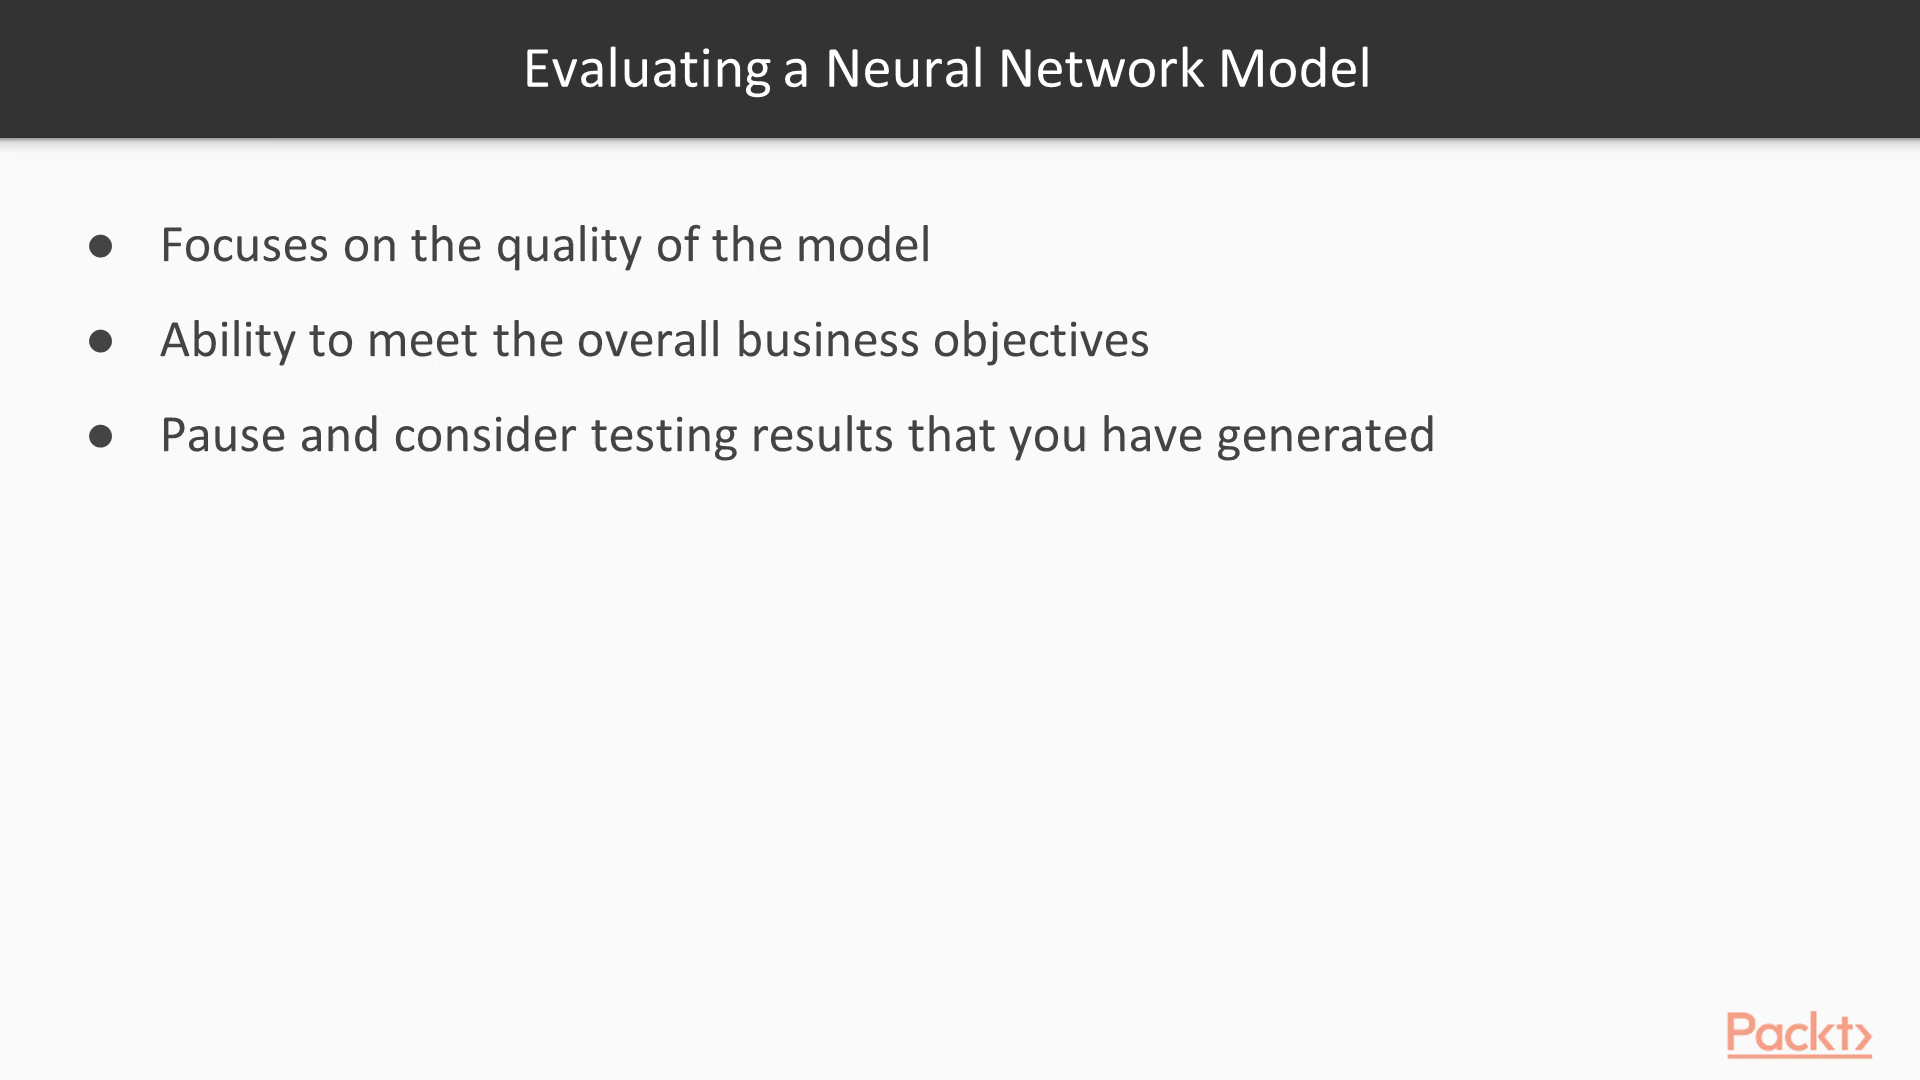 Evaluating a Neural Network Model
● Focuses on the quality of the model
● Ability to meet the overall business objectives
● Pause and consider testing results that you have generated
Packt>